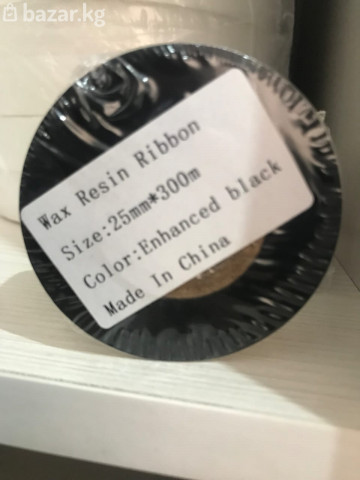 bazar.kg
Wax Resin Ribbon
Size:25mm*300m
Color:Enhanced black
Made In China